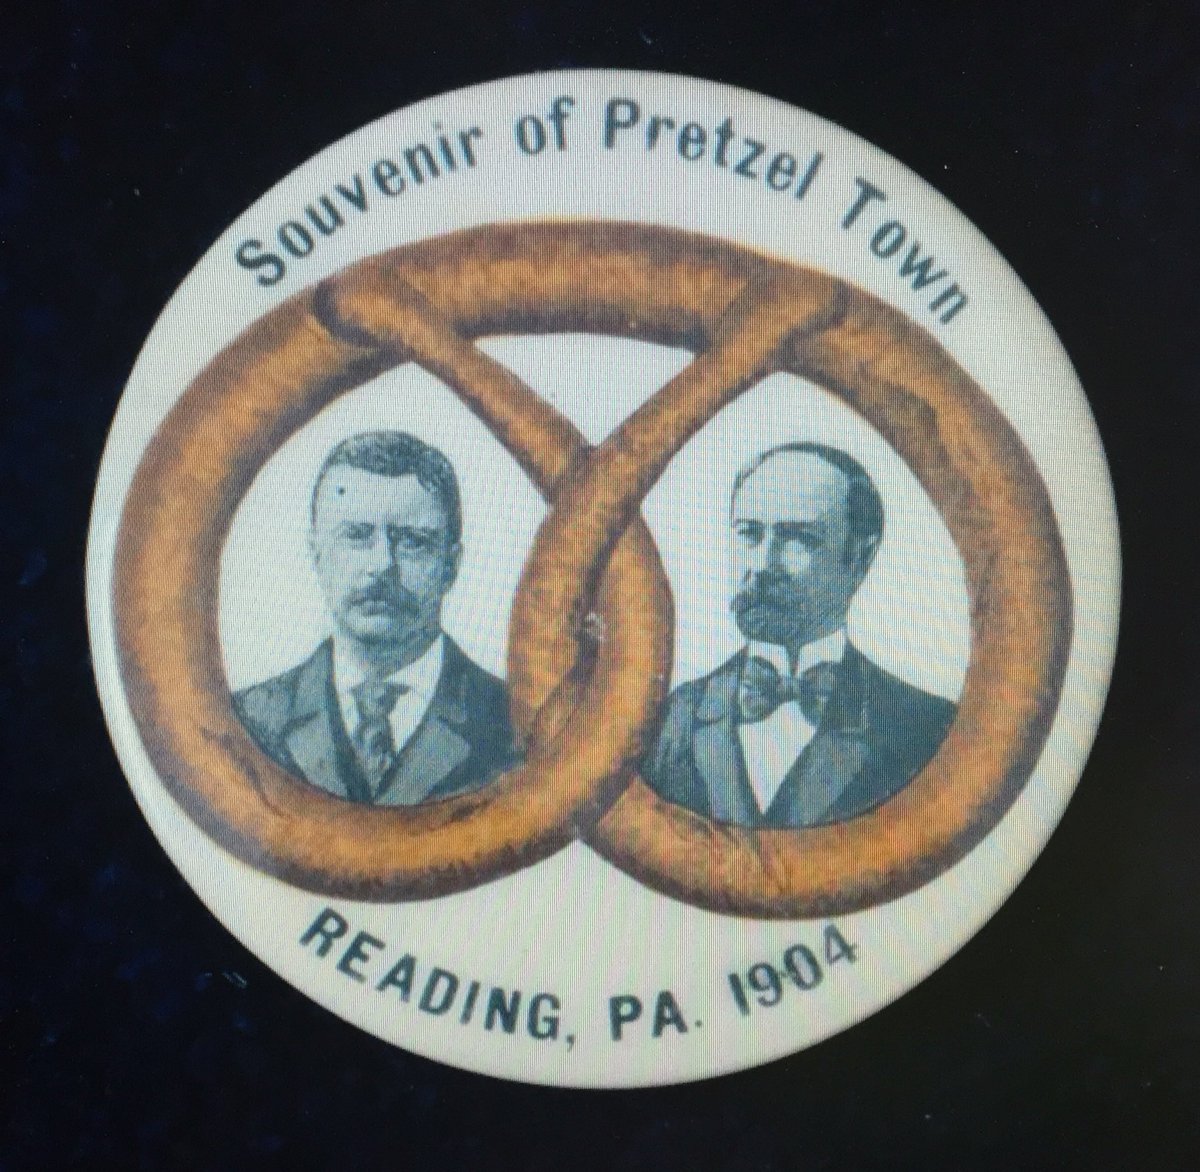 Souvenir of Pretzel Town
READING, PA. 1904